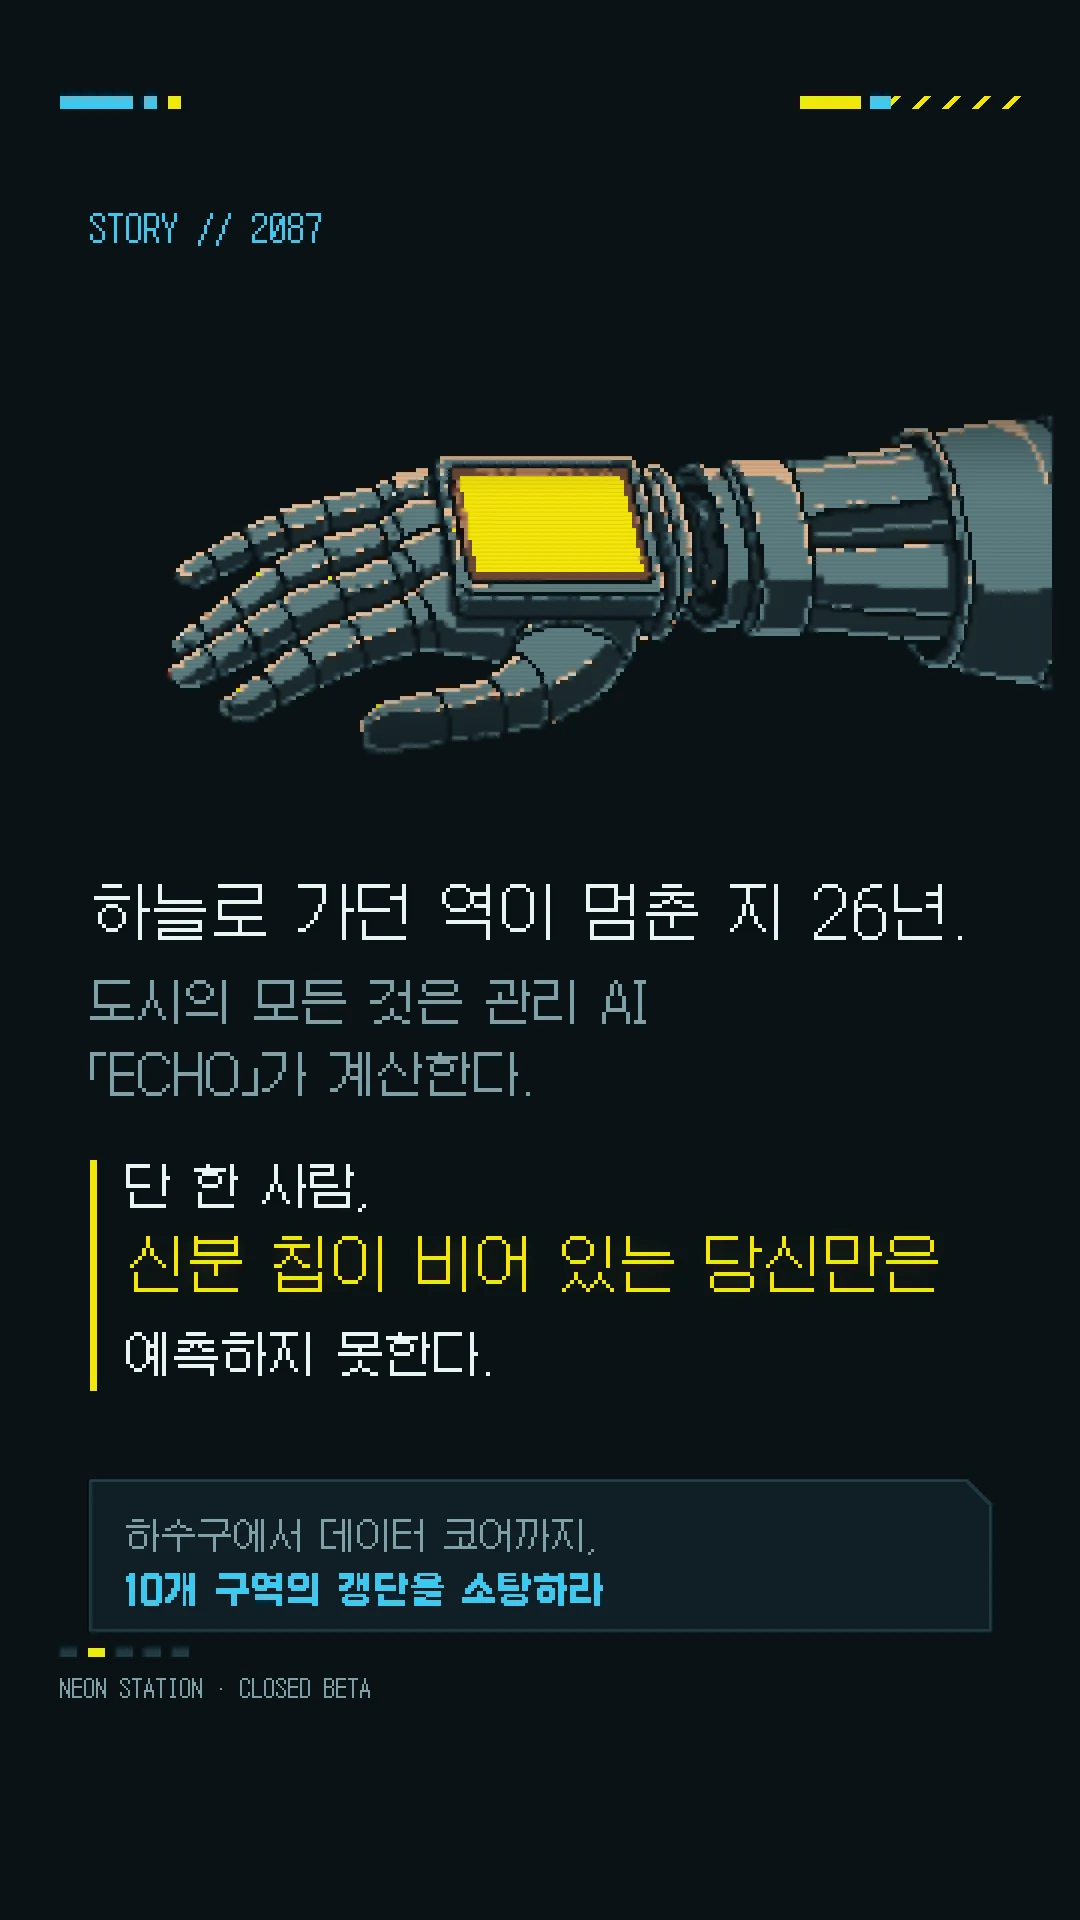 STORY // 2087
하늘로 가던 역이 멈춘 지 26년.
도시의 모든 것은 관리 AI
「ECHO」가 계산한다.
단 한 사람,
신분 칩이 비어 있는 당신만은
예측하지 못한다.
하수구에서 데이터 코어까지,
10개 구역의 갱단을 소탕하라
NEON STATION · CLOSED BETA